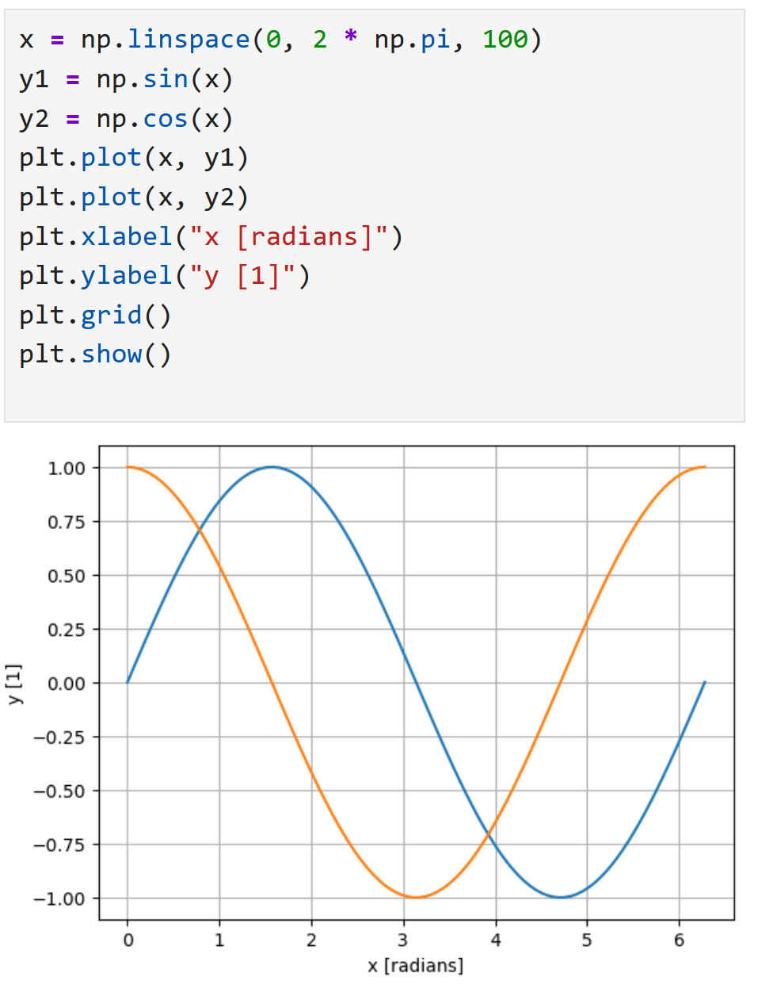 x = np.linspace(0, 2 * np.pi, 100)
y1 = np.sin(x)
y2 = np.cos(x)
plt.plot(x, y1)
plt.plot(x, y2)
plt.xlabel("x [radians]")
plt.ylabel("y [1]")
plt.grid()
plt.show()
1.00
0.75
0.50
0.25
0.00
−0.25
−0.50
−0.75
−1.00
y [1]
0 1 2 3 4 5 6
x [radians]